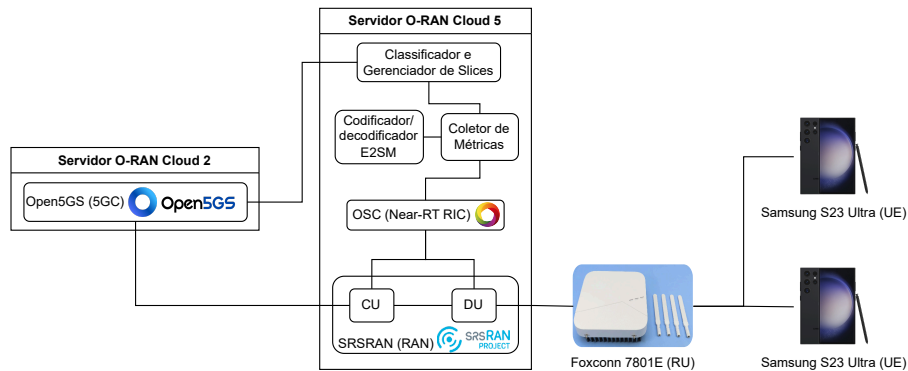 Servidor O-RAN Cloud 5
Classificador e
Gerenciador de Slices
Codificador/
decodificador
E2SM
Coletor de
Métricas
Servidor O-RAN Cloud 2
Open5GS (5GC)
Open5GS
OSC (Near-RT RIC)
CU
DU
SRSRAN (RAN)
SRSRAN
PROJECT
Foxconn 7801E (RU)
Samsung S23 Ultra (UE)
Samsung S23 Ultra (UE)